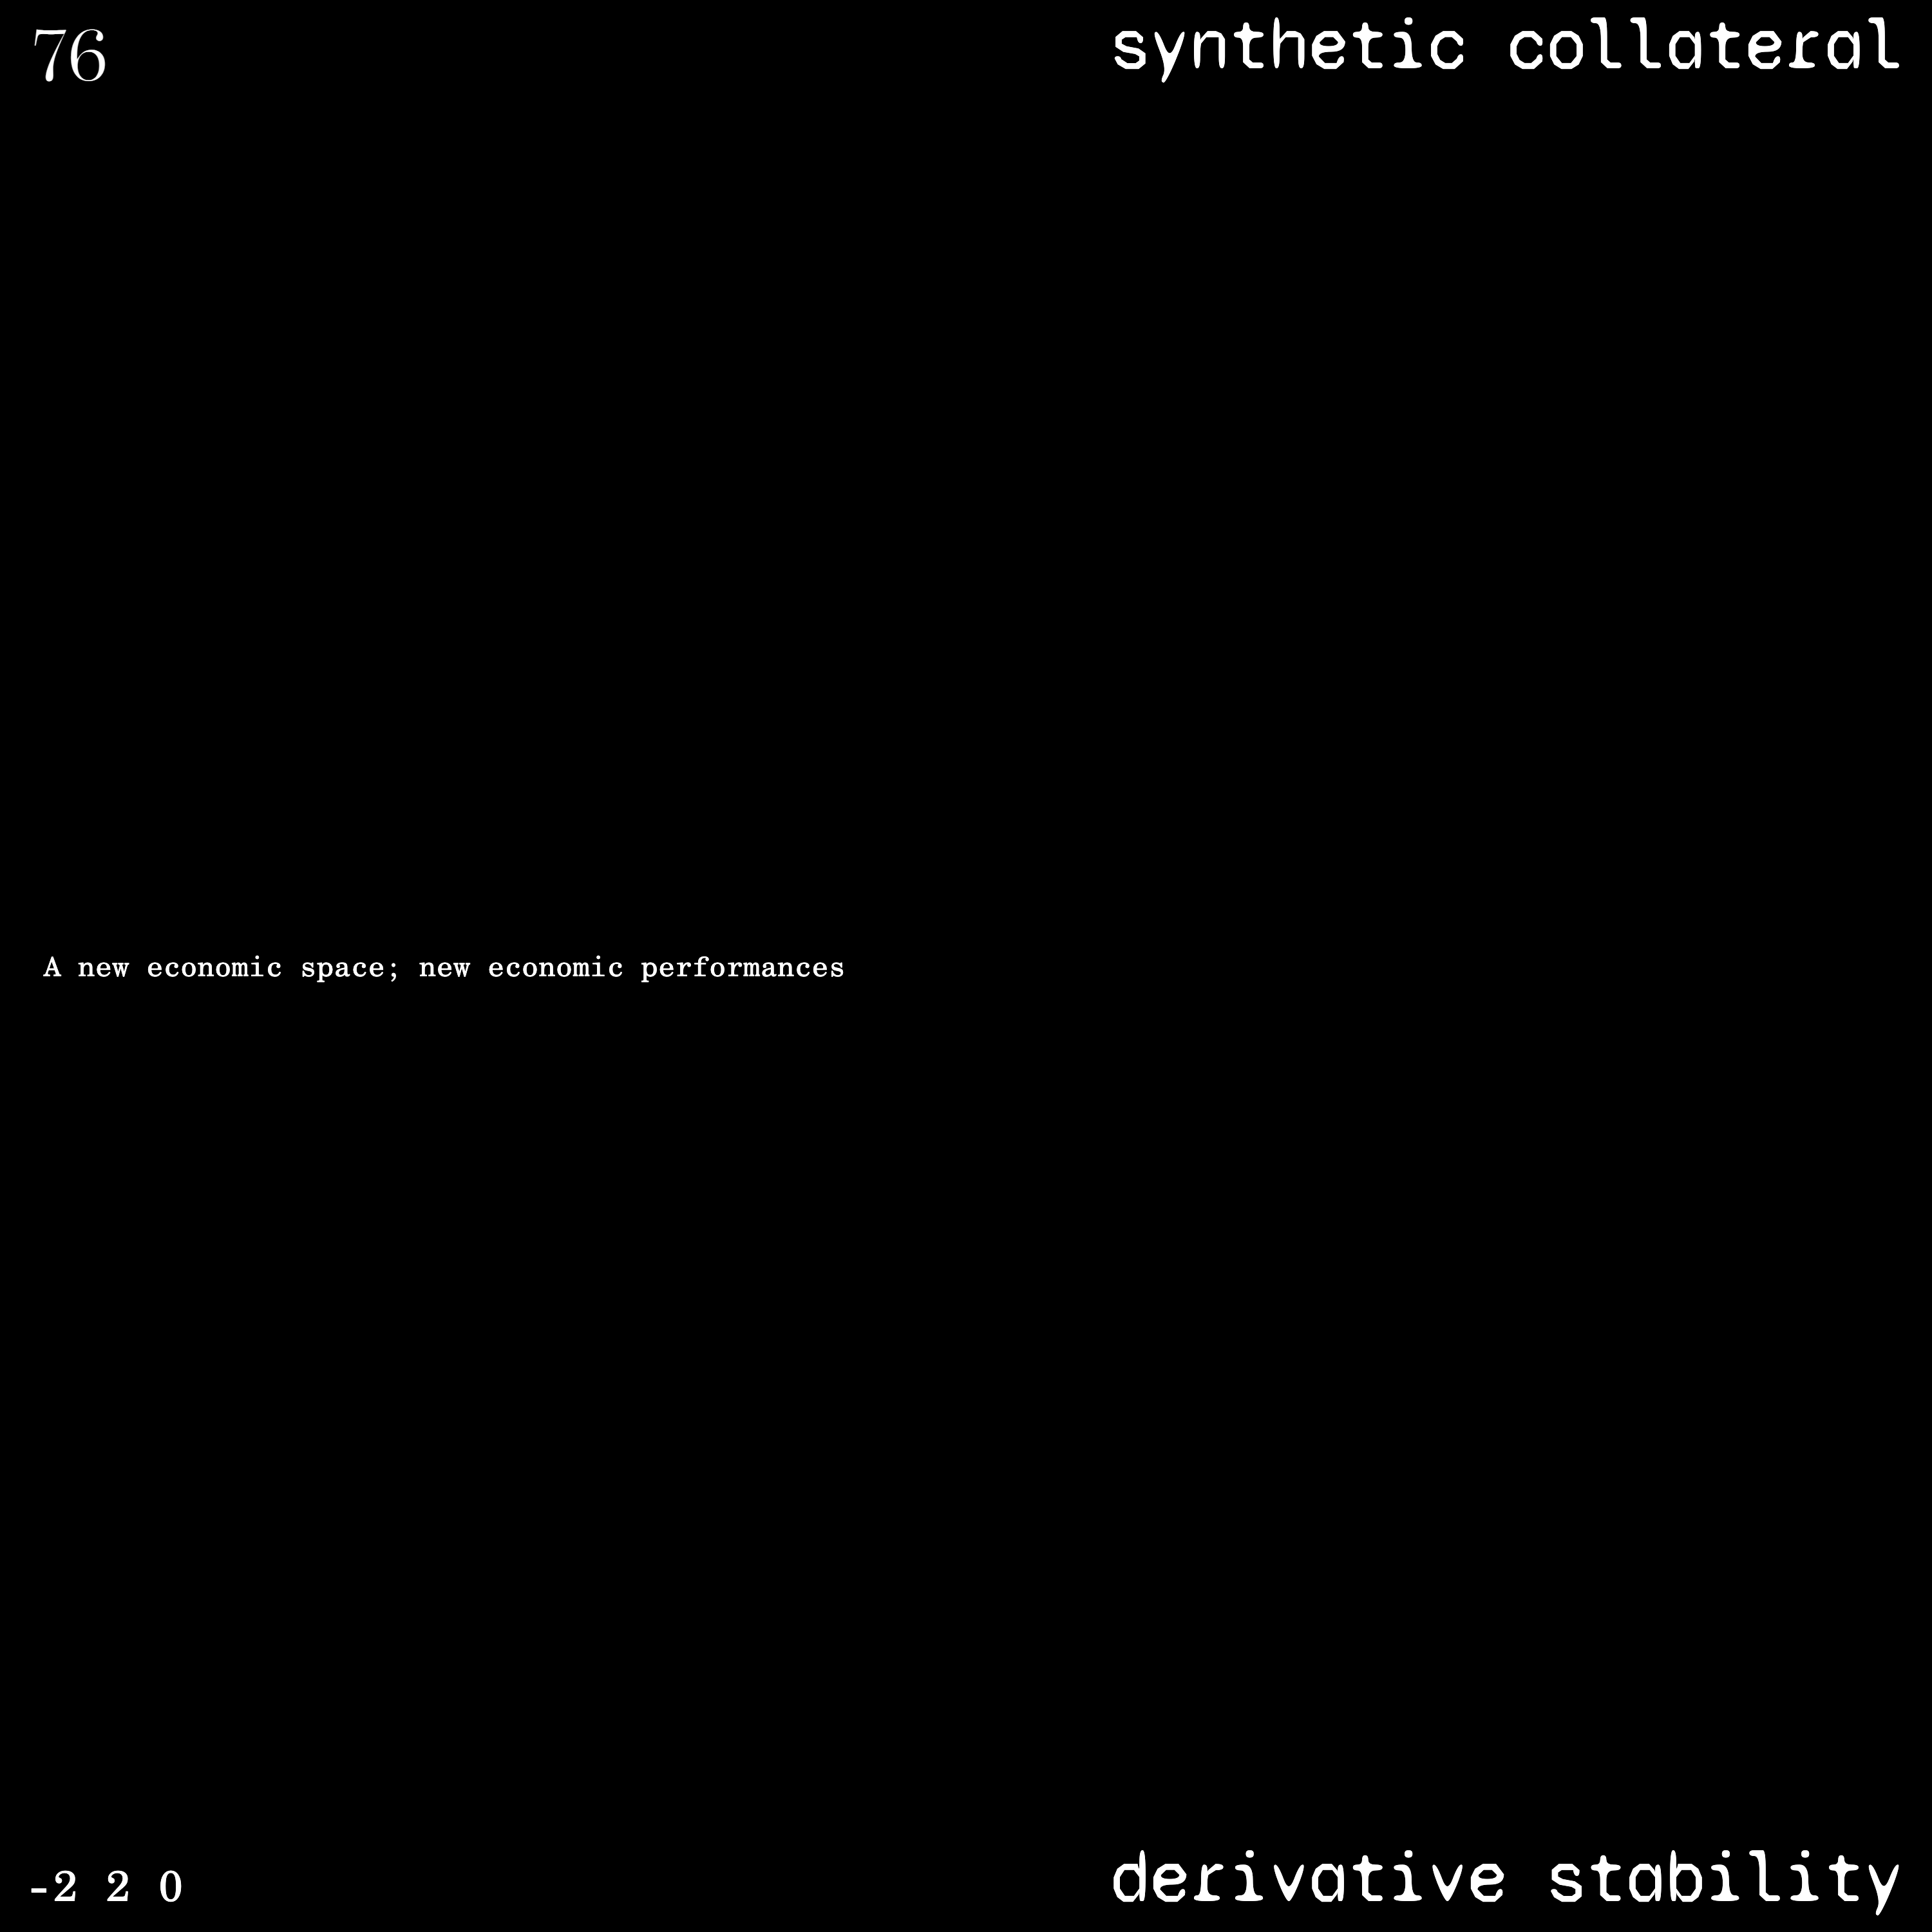 76
synthetic collateral
A new economic space; new economic performances
-2 2 0
derivative stability